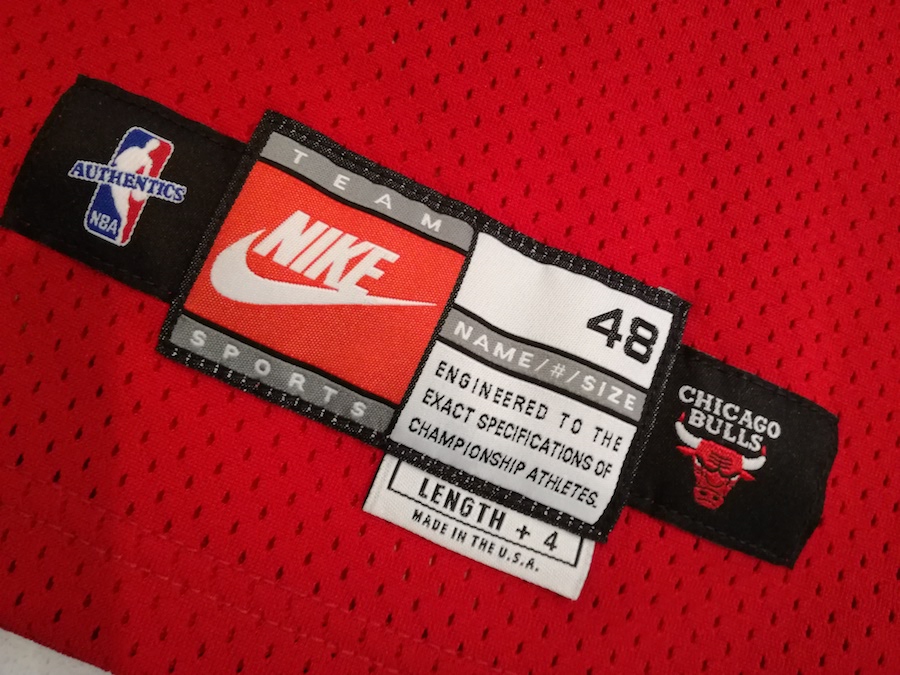 AUTHENTICS
NBA
TEAM
NIKE
SPORTS
48
NAME/#/SIZE
ENGINEERED TO THE
EXACT SPECIFICATIONS OF
CHAMPIONSHIP ATHLETES.
LENGTH + 4
MADE IN THE U.S.A.
CHICAGO
BULLS